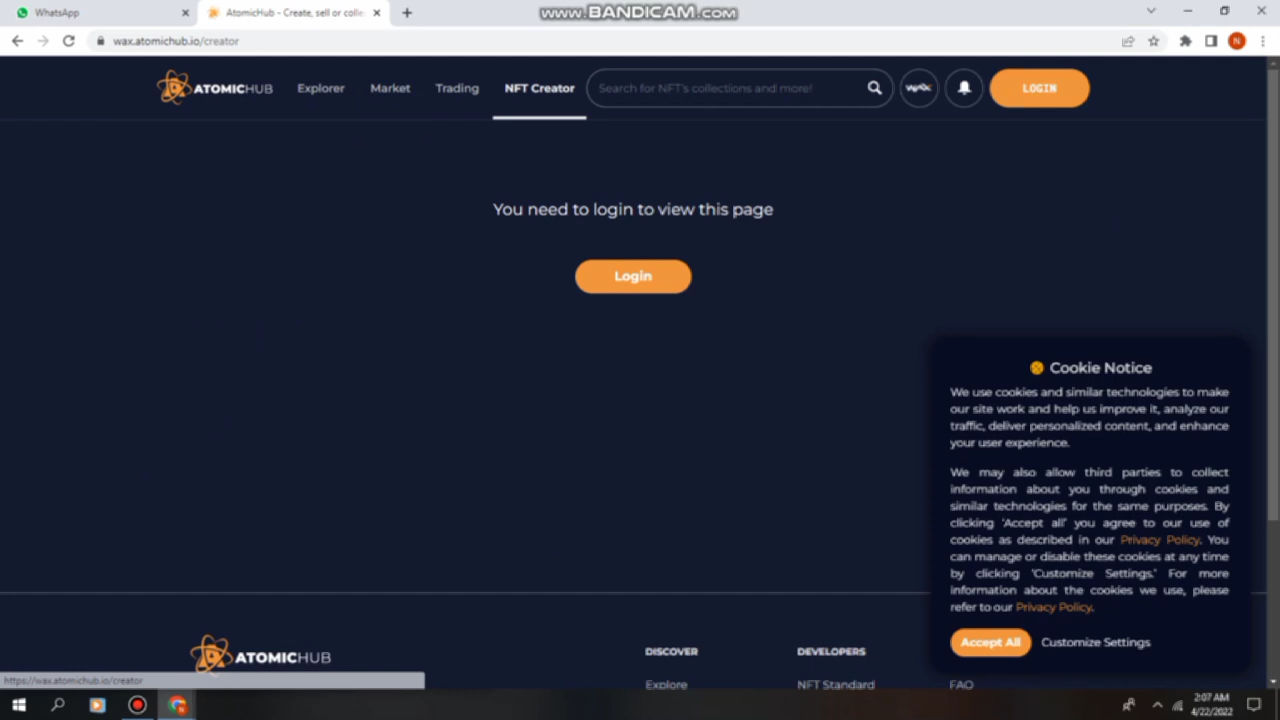 WhatsApp
AtomicHub - Create, sell or colle
www.BANDICAM.com
wax.atomichub.io/creator
N
ATOMICHUB
Explorer
Market
Trading
NFT Creator
Search for NFT's collections and more!
WAX
LOGIN
You need to login to view this page
Login
Cookie Notice
We use cookies and similar technologies to make
our site work and help us improve it, analyze our
traffic, deliver personalized content, and enhance
your user experience.
We may also allow third parties to collect
information about you through cookies and
similar technologies for the same purposes. By
clicking 'Accept all' you agree to our use of
cookies as described in our Privacy Policy. You
can manage or disable these cookies at any time
by clicking 'Customize Settings.' For more
information about the cookies we use, please
refer to our Privacy Policy.
Accept All
Customize Settings
ATOMICHUB
DISCOVER
DEVELOPERS
Explore
NFT Standard
FAQ
https://wax.atomichub.io/creator
2:07 AM
4/22/2022